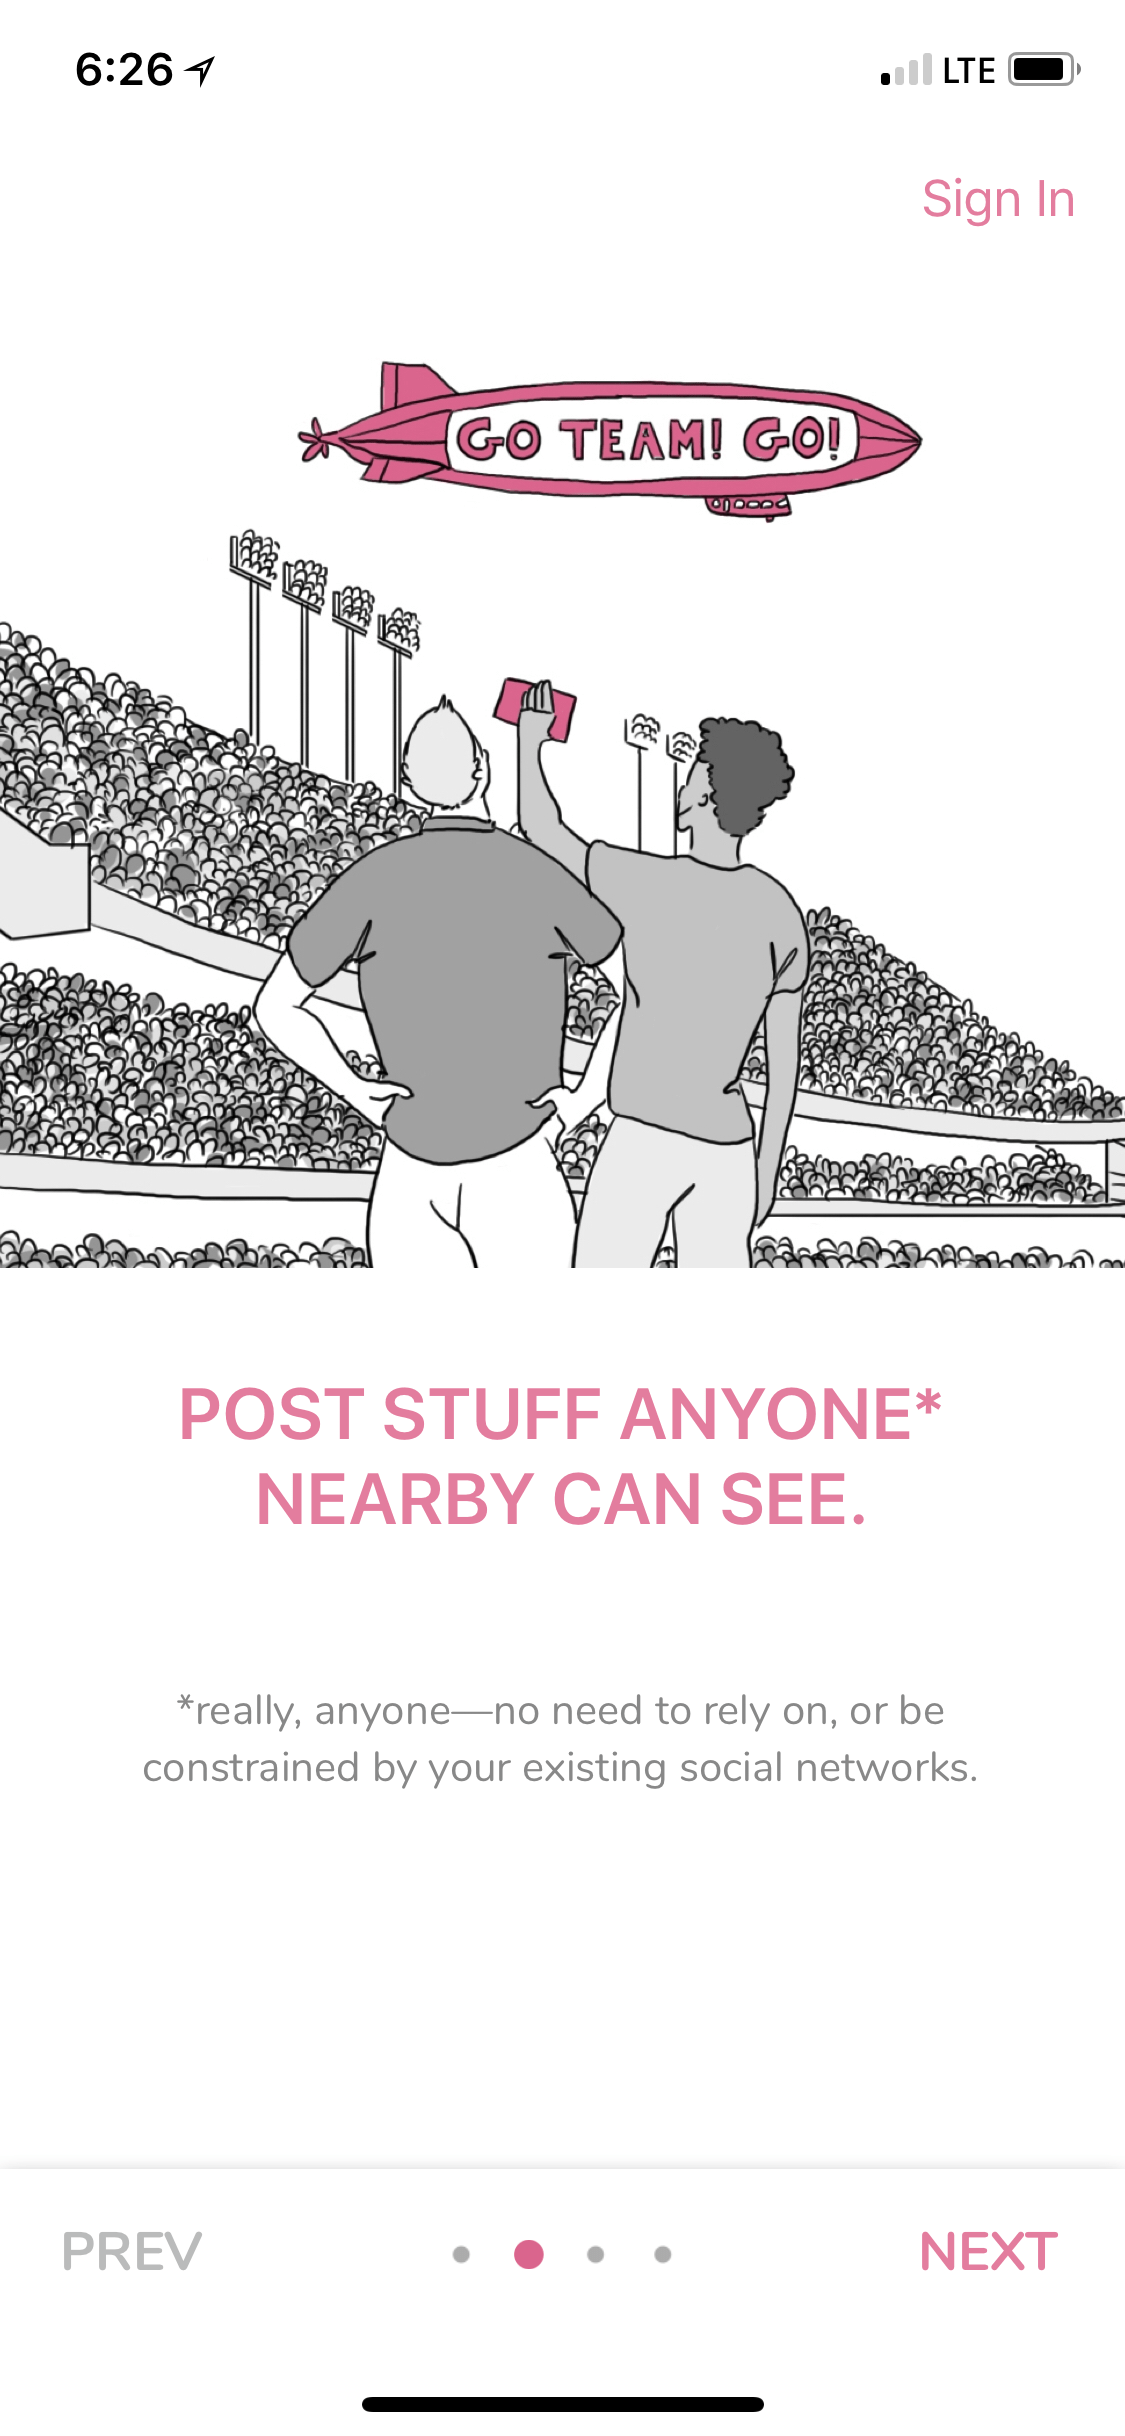 6:26
LTE
Sign In
GO TEAM! GO!
POST STUFF ANYONE*
NEARBY CAN SEE.
*really, anyone—no need to rely on, or be
constrained by your existing social networks.
PREV
NEXT